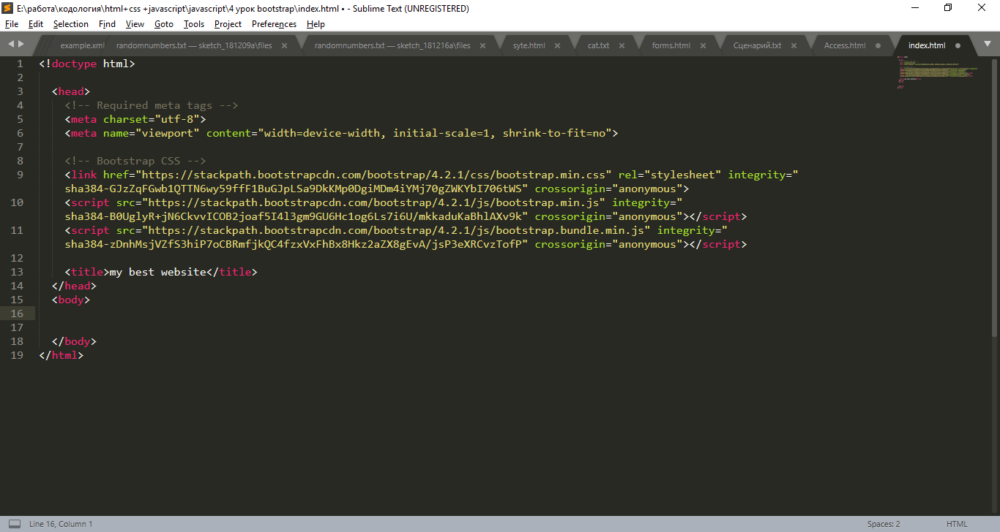 E:\работа\кодология\html+css +javascript\javascript\4 урок bootstrap\index.html • - Sublime Text (UNREGISTERED)
File Edit Selection Find View Goto Tools Project Preferences Help
example.xml randomnumbers.txt — sketch_181209a\files randomnumbers.txt — sketch_181216a\files syte.html cat.txt forms.html Сценарий.txt Access.html index.html
1 <!doctype html>
2
3 <head>
4 <!-- Required meta tags -->
5 <meta charset="utf-8">
6 <meta name="viewport" content="width=device-width, initial-scale=1, shrink-to-fit=no">
7
8 <!-- Bootstrap CSS -->
9 <link href="https://stackpath.bootstrapcdn.com/bootstrap/4.2.1/css/bootstrap.min.css" rel="stylesheet" integrity="
sha384-GJzZqFGwb1QTTN6wy59ffF1BuGJpLSa9DkKMp0DgiMDm4iYMj70gZWKYbI706tWS" crossorigin="anonymous">
10 <script src="https://stackpath.bootstrapcdn.com/bootstrap/4.2.1/js/bootstrap.min.js" integrity="
sha384-B0UglyR+jN6CkvvICOB2joaf5I4l3gm9GU6Hc1og6Ls7i6U/mkkaduKaBhlAXv9k" crossorigin="anonymous"></script>
11 <script src="https://stackpath.bootstrapcdn.com/bootstrap/4.2.1/js/bootstrap.bundle.min.js" integrity="
sha384-zDnhMsjVZfS3hiP7oCBRmfjkQC4fzxVxFhBx8Hkz2aZX8gEvA/jsP3eXRCvzTofP" crossorigin="anonymous"></script>
12
13 <title>my best website</title>
14 </head>
15 <body>
16
17
18 </body>
19 </html>
Line 16, Column 1 Spaces: 2 HTML